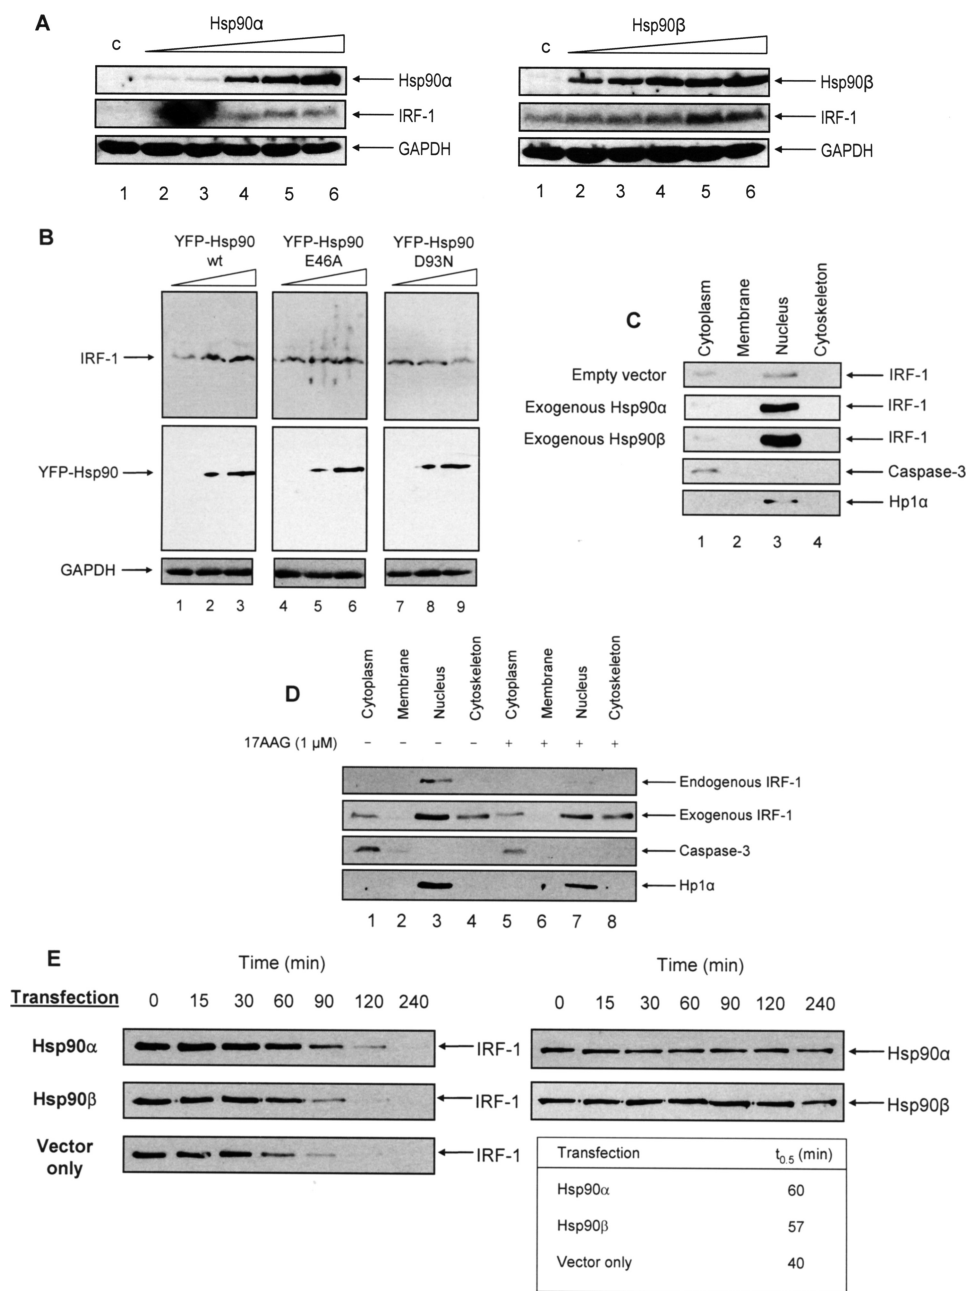 A
Hsp90α
c
Hsp90α
IRF-1
GAPDH
1 2 3 4 5 6
Hsp90β
c
Hsp90β
IRF-1
GAPDH
1 2 3 4 5 6
B
YFP-Hsp90 wt
YFP-Hsp90 E46A
YFP-Hsp90 D93N
IRF-1
YFP-Hsp90
GAPDH
1 2 3 4 5 6 7 8 9
C
Cytoplasm Membrane Nucleus Cytoskeleton
Empty vector IRF-1
Exogenous Hsp90α IRF-1
Exogenous Hsp90β IRF-1
Caspase-3
Hp1α
1 2 3 4
D
Cytoplasm Membrane Nucleus Cytoskeleton Cytoplasm Membrane Nucleus Cytoskeleton
17AAG (1 μM) − − − − + + + +
Endogenous IRF-1
Exogenous IRF-1
Caspase-3
Hp1α
1 2 3 4 5 6 7 8
E
Time (min)
Transfection 0 15 30 60 90 120 240
Hsp90α IRF-1
Hsp90β IRF-1
Vector only IRF-1
Time (min)
0 15 30 60 90 120 240
Hsp90α
Hsp90β
Transfection t0.5 (min)
Hsp90α 60
Hsp90β 57
Vector only 40